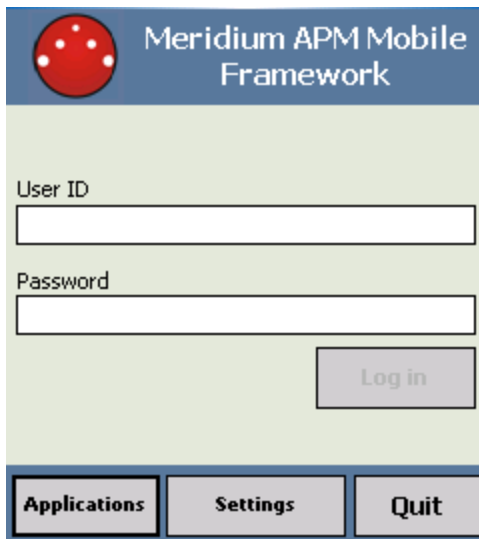 Meridium APM Mobile
Framework
User ID
Password
Log in
Applications
Settings
Quit